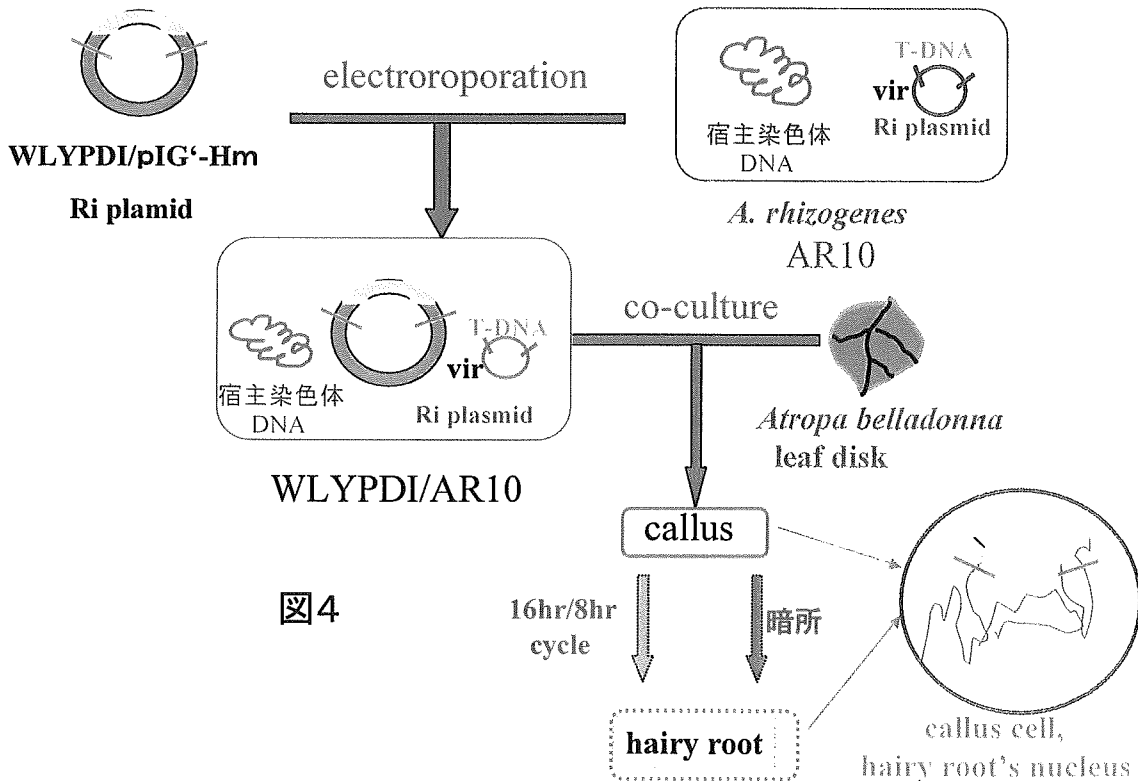 electroroporation
WLYPDI/pIG‘-Hm
Ri plamid
T-DNA
vir
Ri plasmid
宿主染色体
DNA
A. rhizogenes
AR10
T-DNA
vir
宿主染色体
DNA
Ri plasmid
WLYPDI/AR10
co-culture
Atropa belladonna
leaf disk
callus
図4
16hr/8hr
cycle
暗所
hairy root
callus cell,
hairy root's nucleus